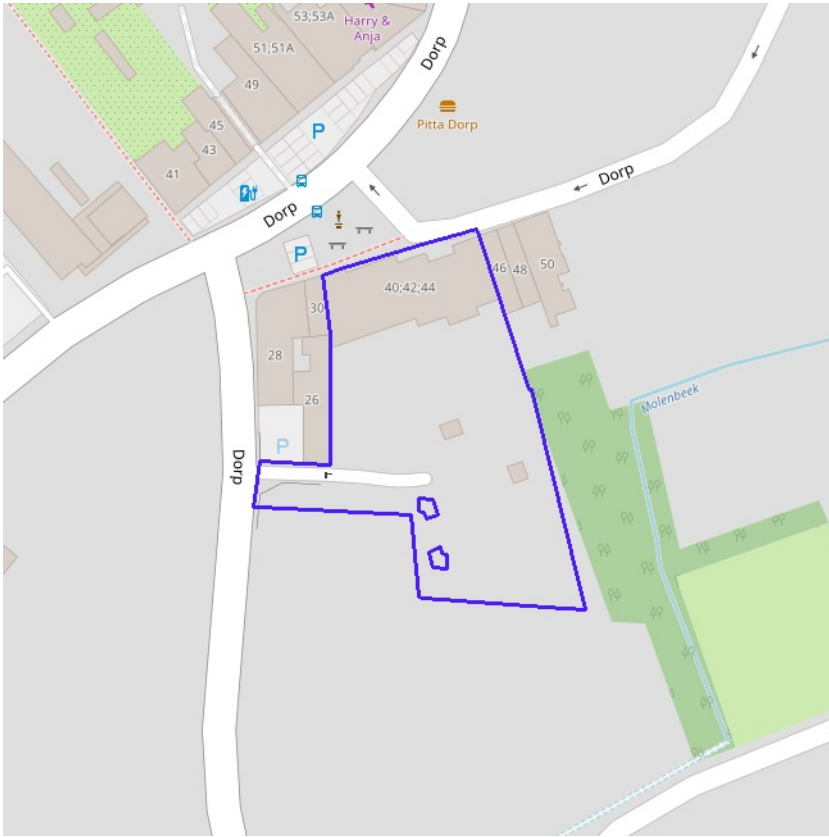 53;53A
Harry &
Anja
51;51A
Dorp
49
Pitta Dorp
P
45
43
41
Dorp
Dorp
P
46
48
50
40;42;44
30
28
26
Molenbeek
P
Dorp